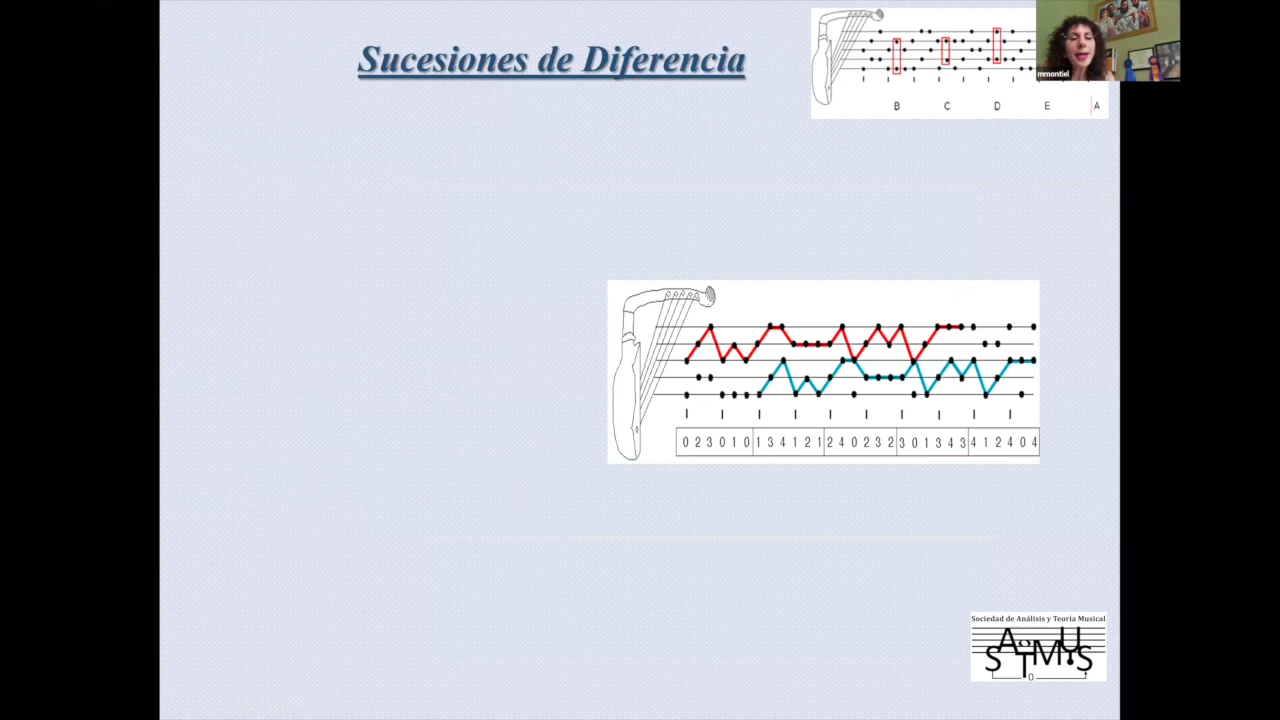 Sucesiones de Diferencia
mmontiel
B C D E A
0 2 3 0 1 0 1 3 4 1 2 1 2 4 0 2 3 2 3 0 1 3 4 3 4 1 2 4 0 4
Sociedad de Análisis y Teoría Musical
SATMUS
0